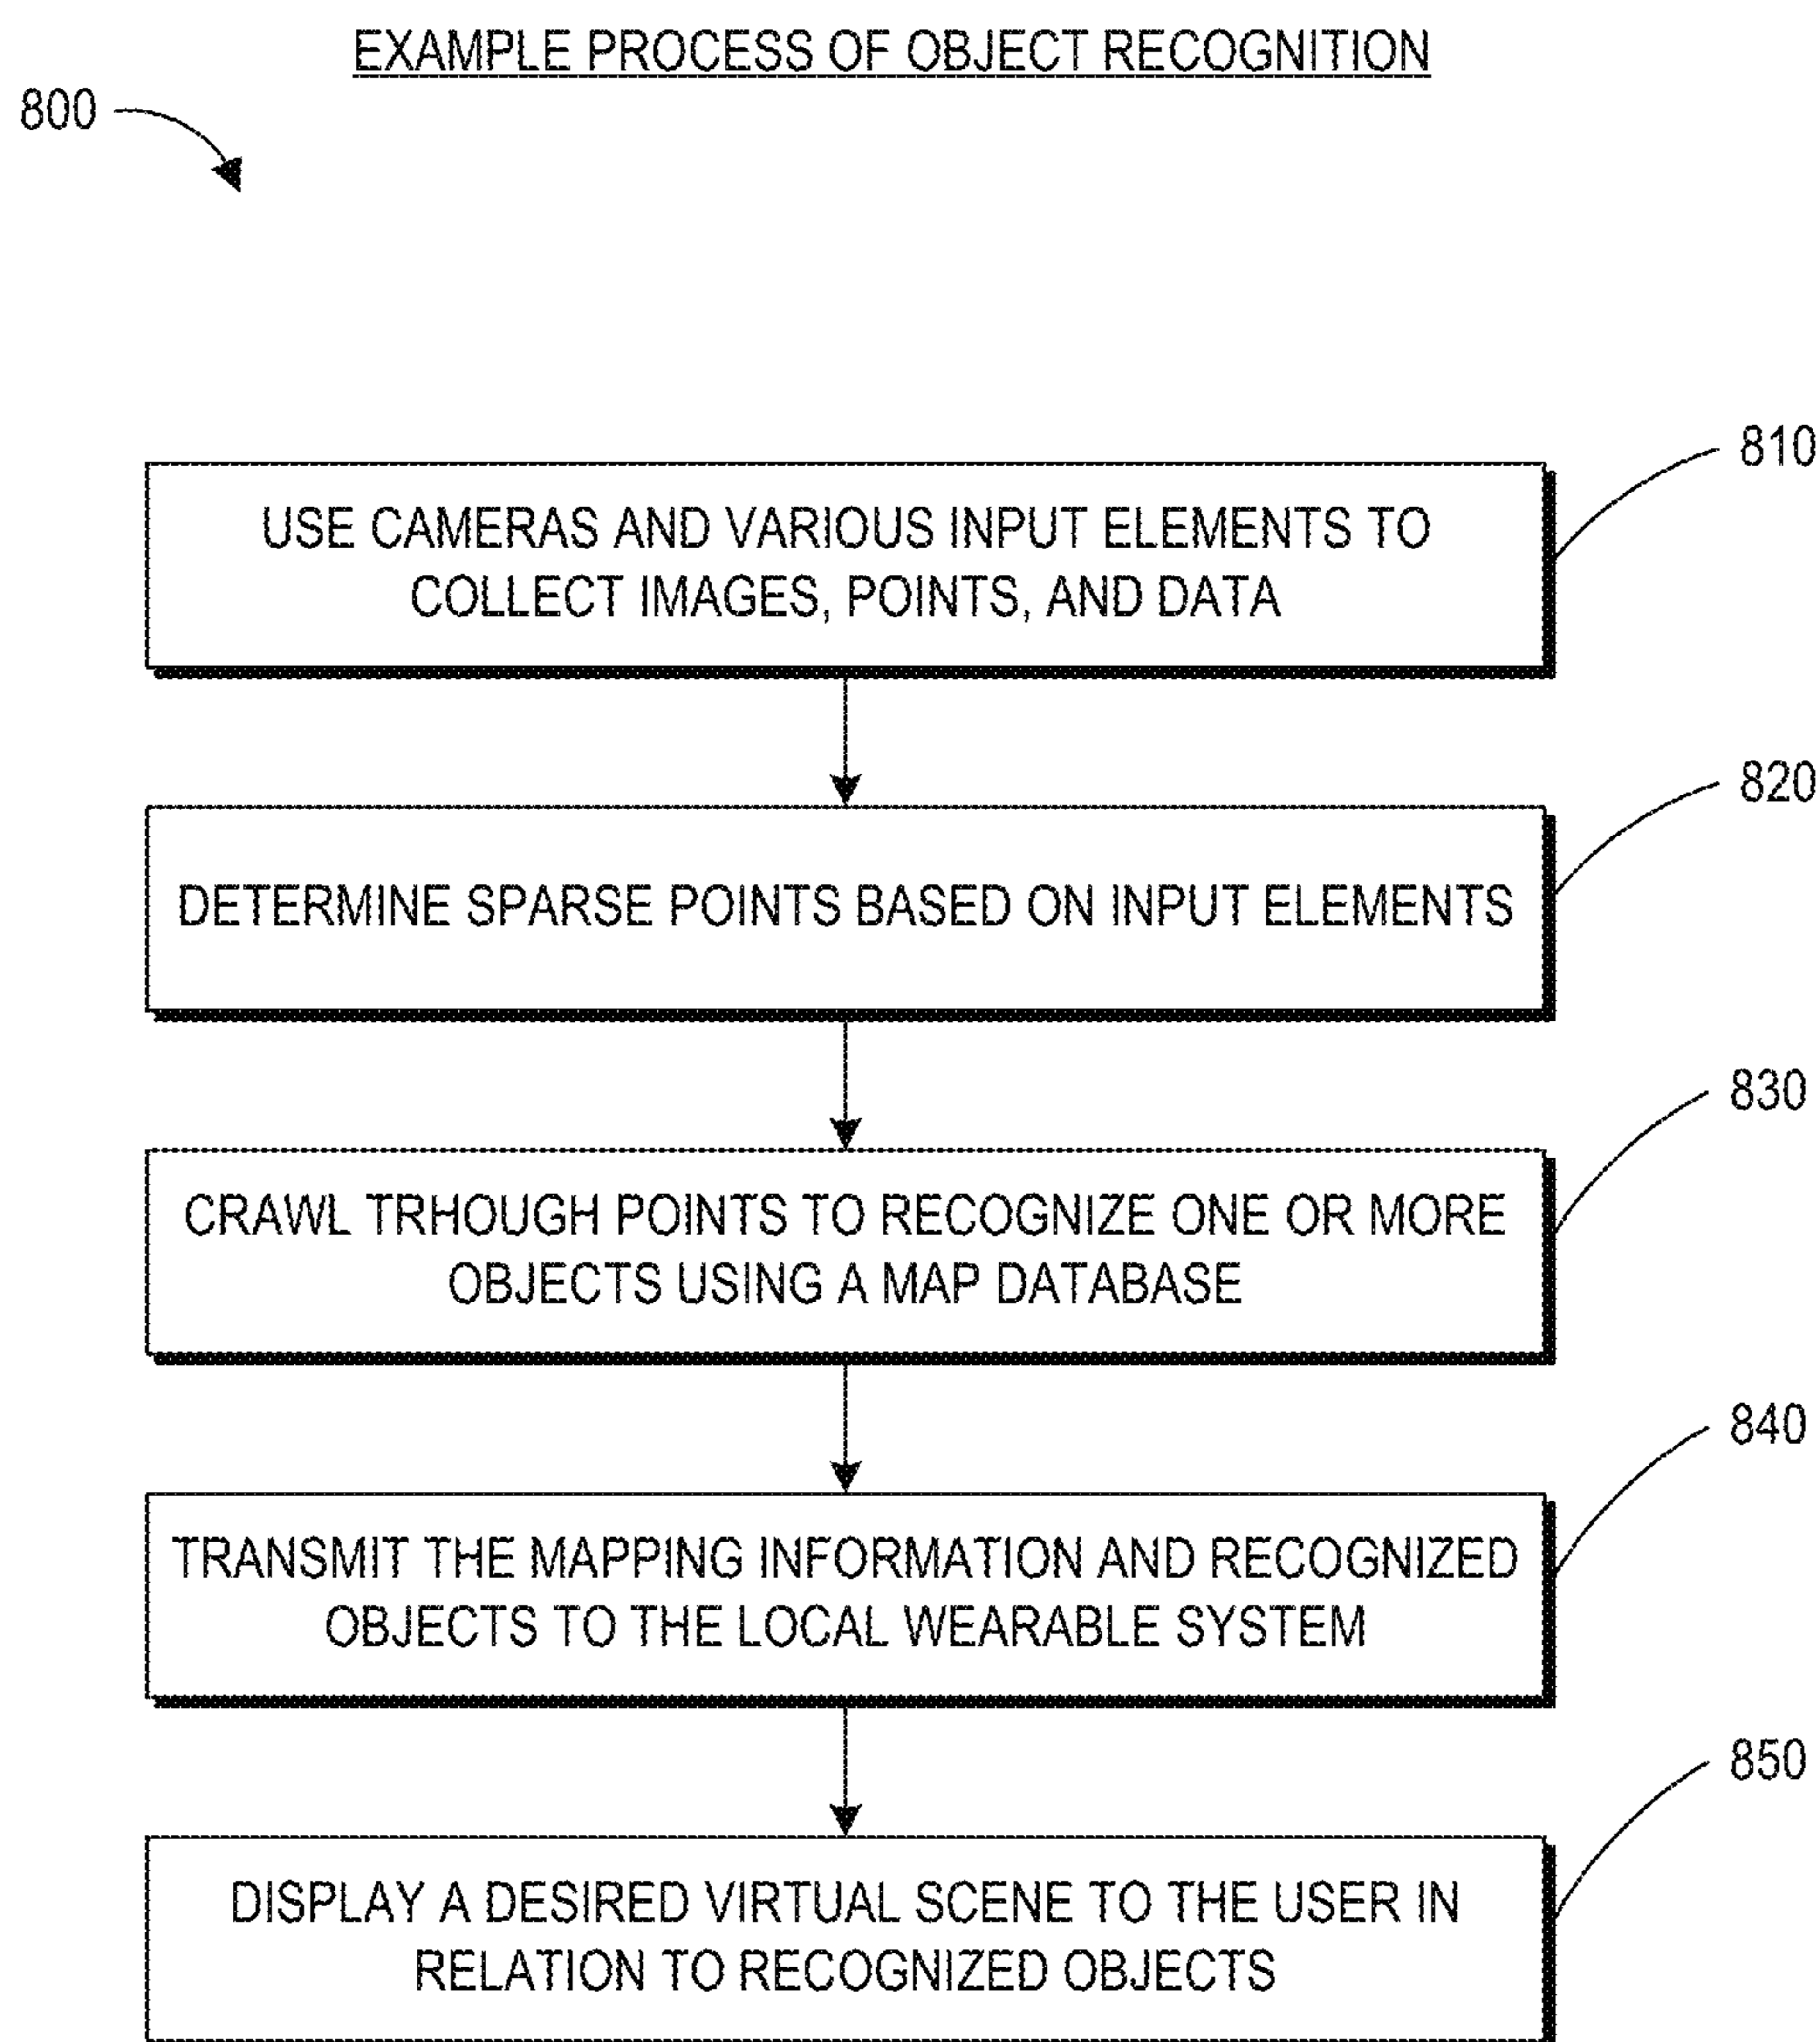 EXAMPLE PROCESS OF OBJECT RECOGNITION
800
810
USE CAMERAS AND VARIOUS INPUT ELEMENTS TO
COLLECT IMAGES, POINTS, AND DATA
820
DETERMINE SPARSE POINTS BASED ON INPUT ELEMENTS
830
CRAWL TRHOUGH POINTS TO RECOGNIZE ONE OR MORE
OBJECTS USING A MAP DATABASE
840
TRANSMIT THE MAPPING INFORMATION AND RECOGNIZED
OBJECTS TO THE LOCAL WEARABLE SYSTEM
850
DISPLAY A DESIRED VIRTUAL SCENE TO THE USER IN
RELATION TO RECOGNIZED OBJECTS